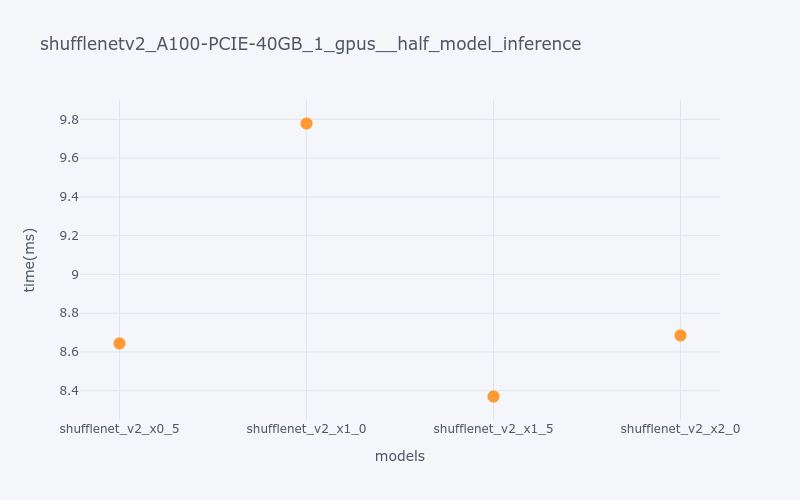 shufflenetv2_A100-PCIE-40GB_1_gpus__half_model_inference
9.8
9.6
9.4
9.2
9
8.8
8.6
8.4
time(ms)
shufflenet_v2_x0_5
shufflenet_v2_x1_0
shufflenet_v2_x1_5
shufflenet_v2_x2_0
models